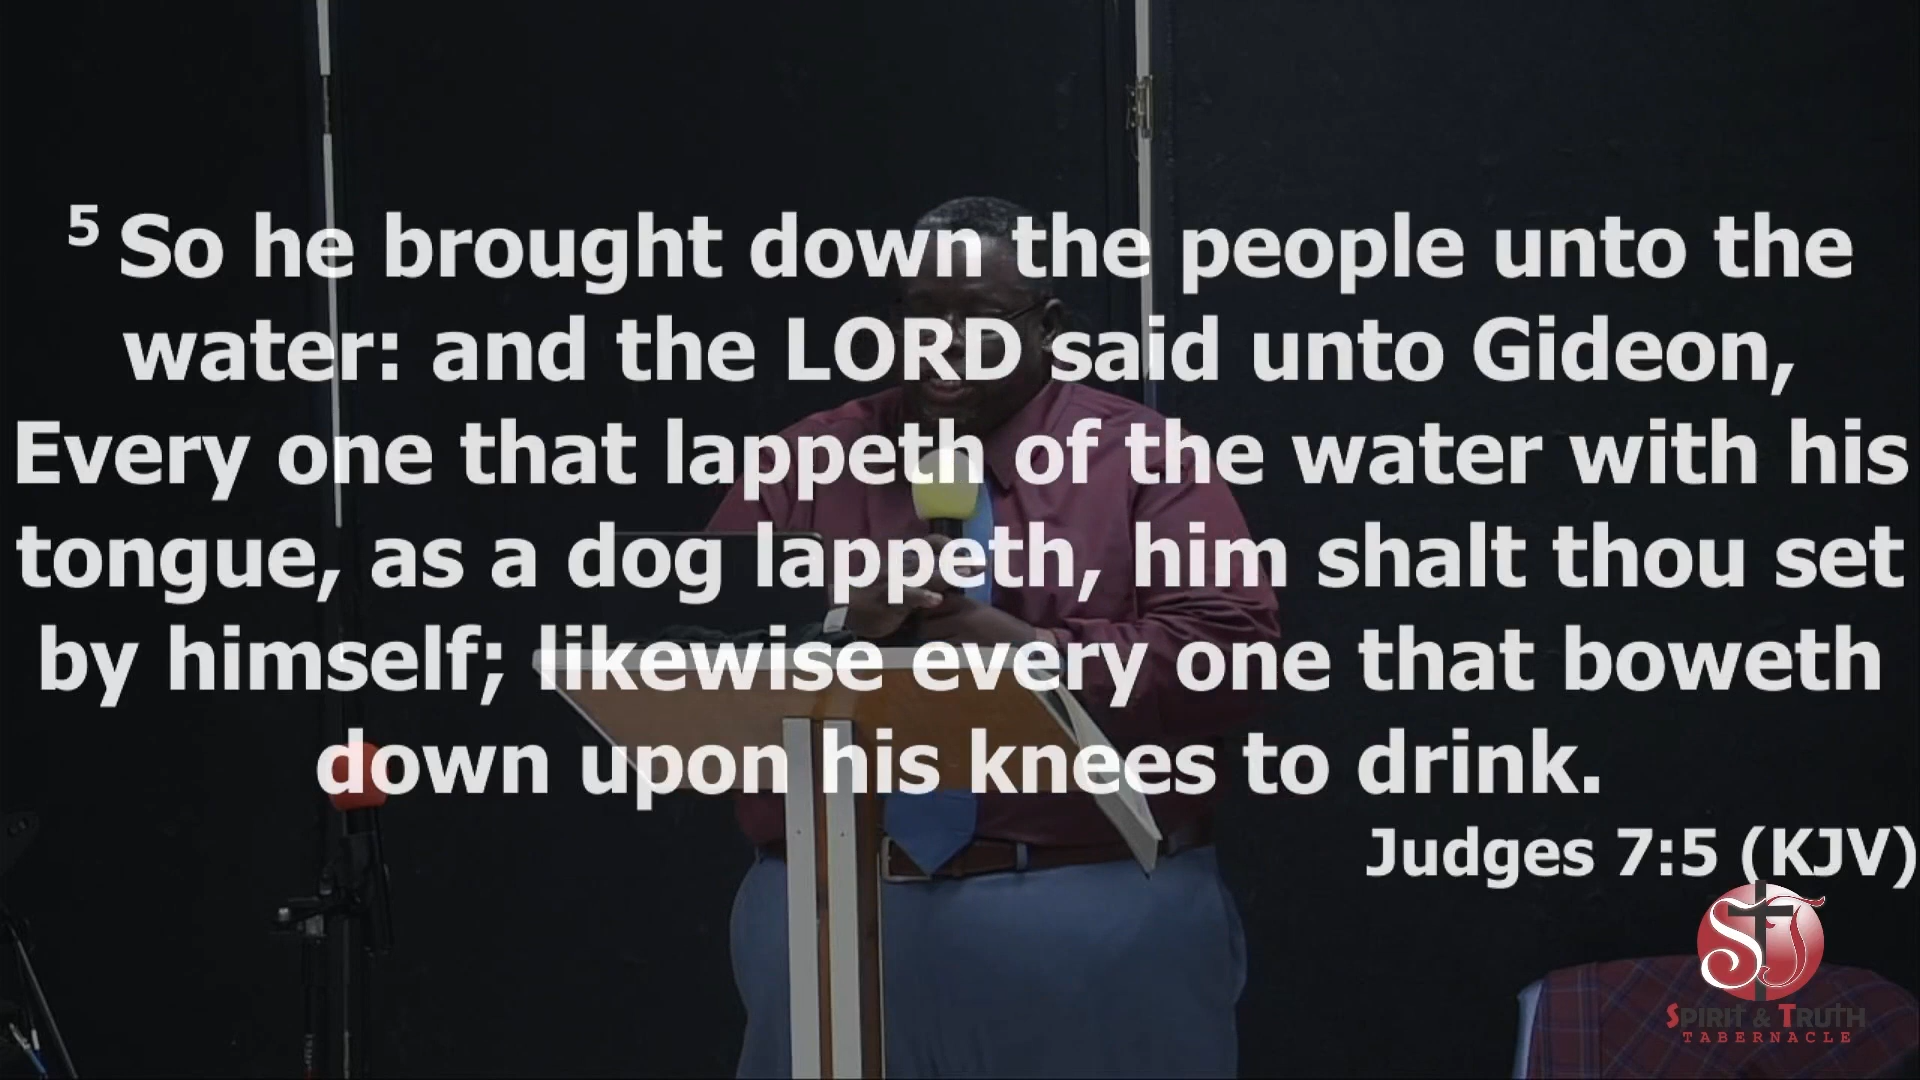 5 So he brought down the people unto the
water: and the LORD said unto Gideon,
Every one that lappeth of the water with his
tongue, as a dog lappeth, him shalt thou set
by himself; likewise every one that boweth
down upon his knees to drink.
Judges 7:5 (KJV)
ST
SPIRIT & TRUTH
TABERNACLE